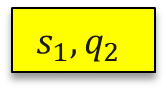 s₁, q₂